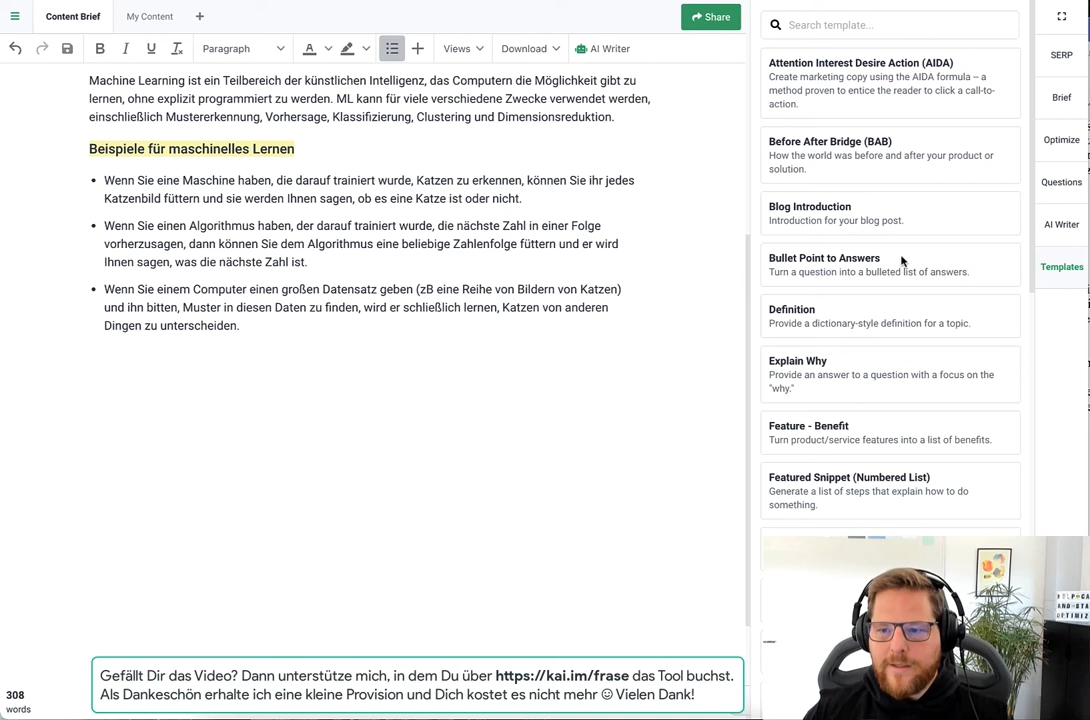 Content Brief
My Content
+
Share
B I U
Paragraph
A
Views
Download
AI Writer
Machine Learning ist ein Teilbereich der künstlichen Intelligenz, das Computern die Möglichkeit gibt zu
lernen, ohne explizit programmiert zu werden. ML kann für viele verschiedene Zwecke verwendet werden,
einschließlich Mustererkennung, Vorhersage, Klassifizierung, Clustering und Dimensionsreduktion.
Beispiele für maschinelles Lernen
• Wenn Sie eine Maschine haben, die darauf trainiert wurde, Katzen zu erkennen, können Sie ihr jedes
Katzenbild füttern und sie werden Ihnen sagen, ob es eine Katze ist oder nicht.
• Wenn Sie einen Algorithmus haben, der darauf trainiert wurde, die nächste Zahl in einer Folge
vorherzusagen, dann können Sie dem Algorithmus eine beliebige Zahlenfolge füttern und er wird
Ihnen sagen, was die nächste Zahl ist.
• Wenn Sie einem Computer einen großen Datensatz geben (zB eine Reihe von Bildern von Katzen)
und ihn bitten, Muster in diesen Daten zu finden, wird er schließlich lernen, Katzen von anderen
Dingen zu unterscheiden.
308
words
Gefällt Dir das Video? Dann unterstütze mich, in dem Du über https://kai.im/frase das Tool buchst.
Als Dankeschön erhalte ich eine kleine Provision und Dich kostet es nicht mehr ☺ Vielen Dank!
Search template...
Attention Interest Desire Action (AIDA)
Create marketing copy using the AIDA formula -- a
method proven to entice the reader to click a call-to-
action.
Before After Bridge (BAB)
How the world was before and after your product or
solution.
Blog Introduction
Introduction for your blog post.
Bullet Point to Answers
Turn a question into a bulleted list of answers.
Definition
Provide a dictionary-style definition for a topic.
Explain Why
Provide an answer to a question with a focus on the
"why."
Feature - Benefit
Turn product/service features into a list of benefits.
Featured Snippet (Numbered List)
Generate a list of steps that explain how to do
something.
SERP
Brief
Optimize
Questions
AI Writer
Templates